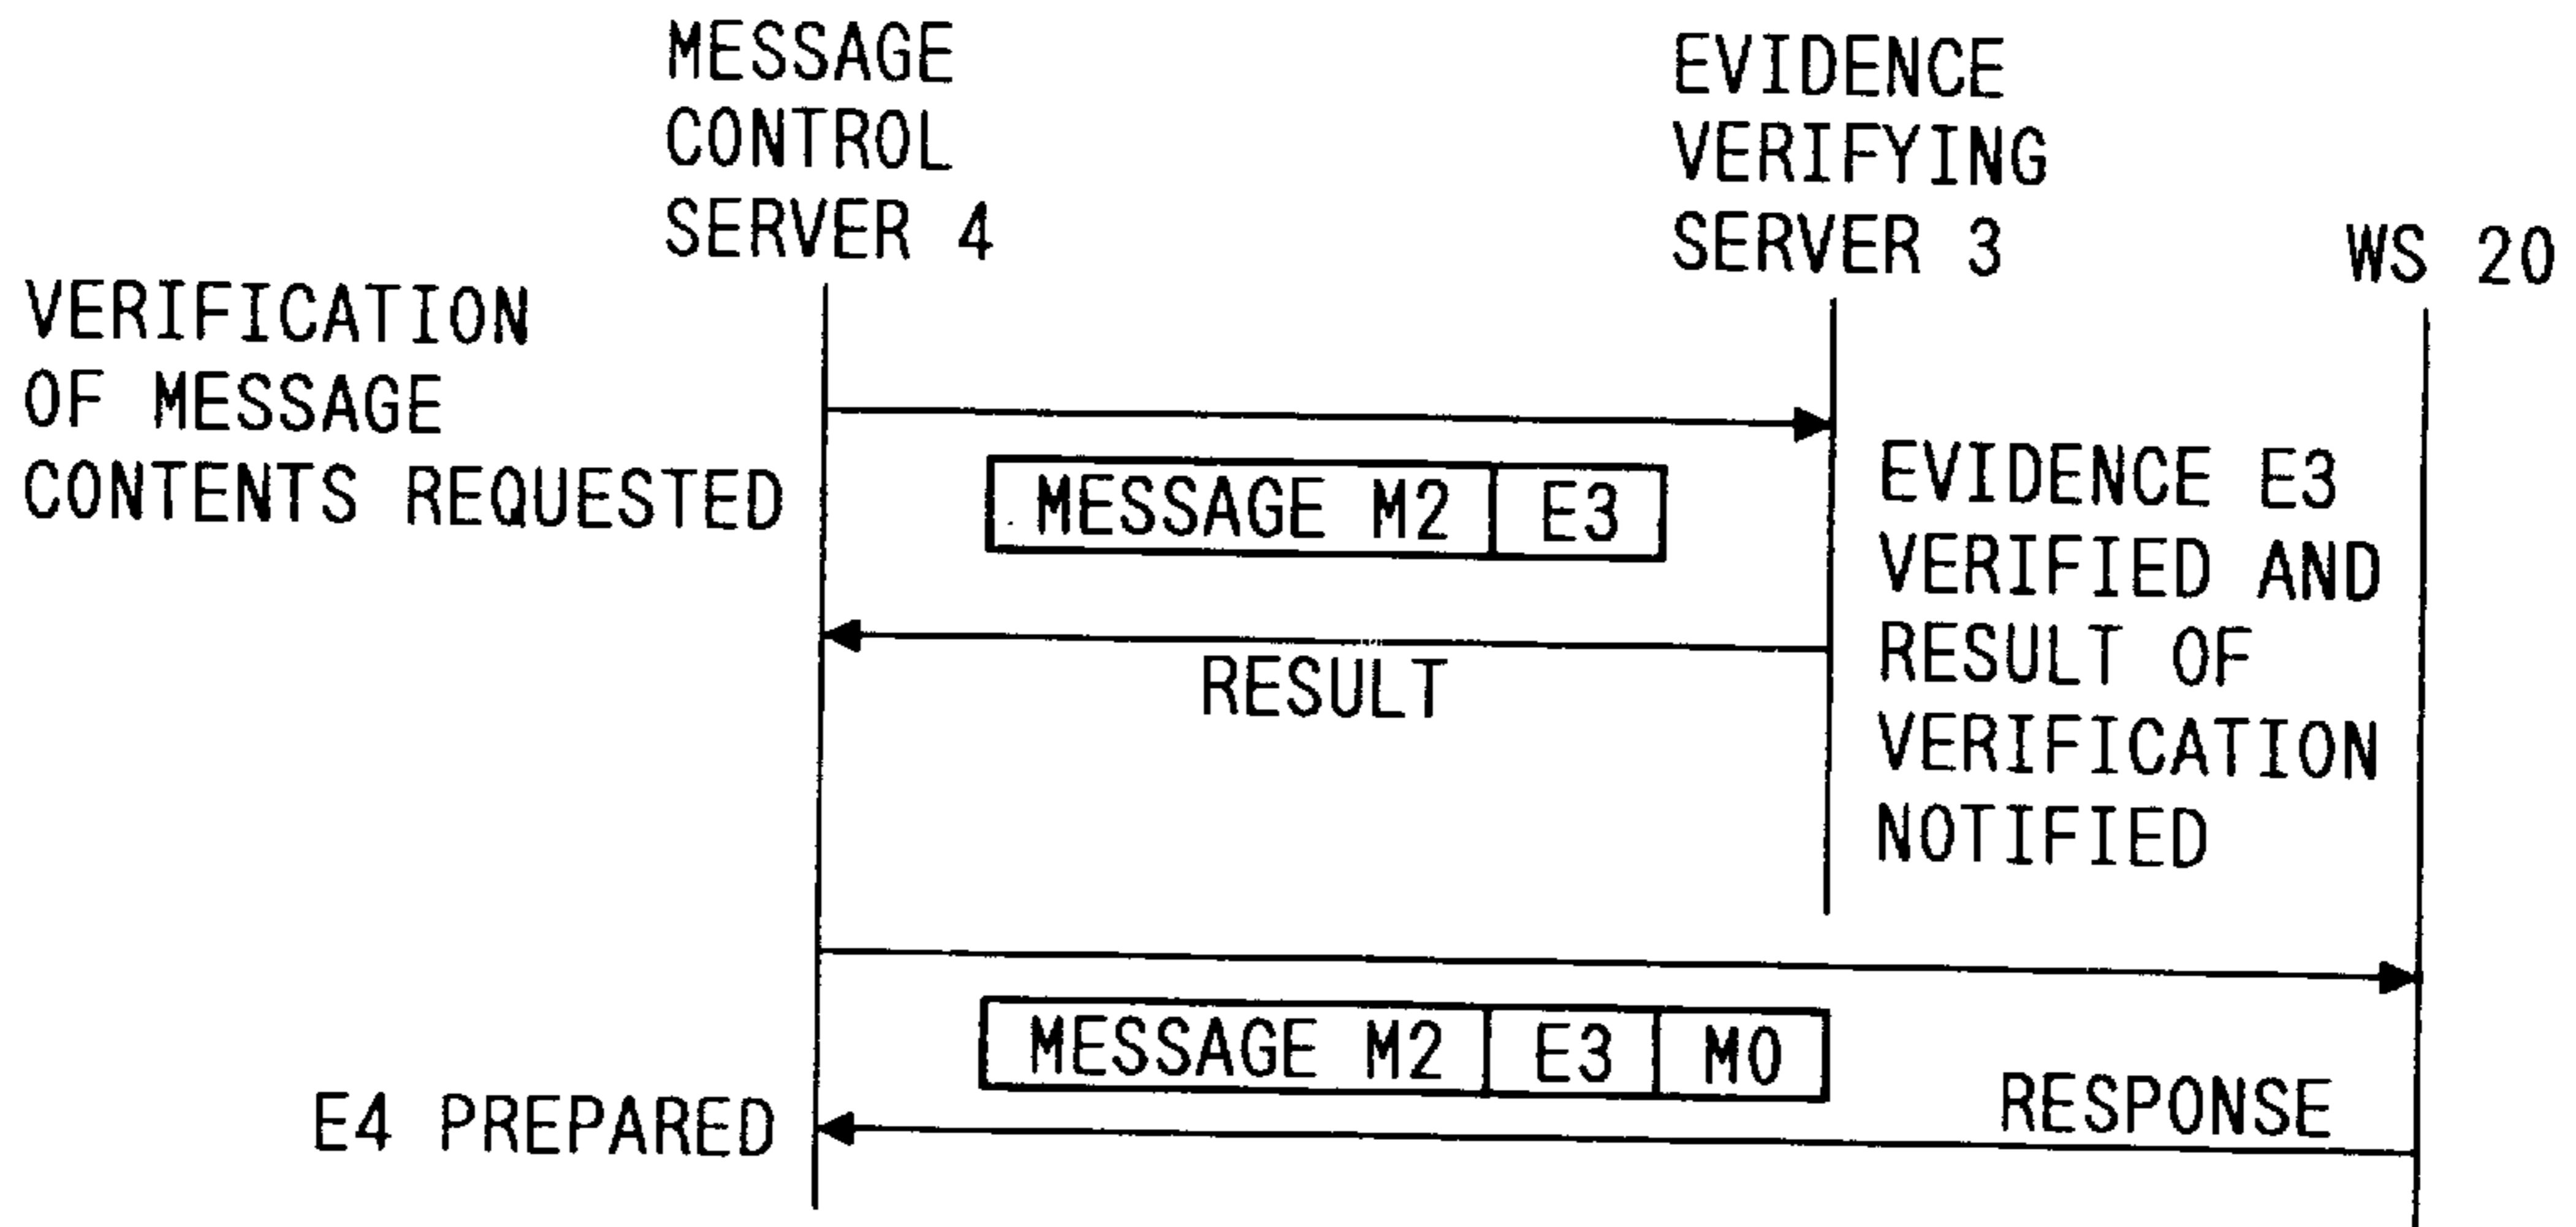 MESSAGE
CONTROL
SERVER 4
EVIDENCE
VERIFYING
SERVER 3
WS 20
VERIFICATION
OF MESSAGE
CONTENTS REQUESTED
MESSAGE M2 E3
EVIDENCE E3
VERIFIED AND
RESULT OF
VERIFICATION
NOTIFIED
RESULT
MESSAGE M2 E3 M0
RESPONSE
E4 PREPARED